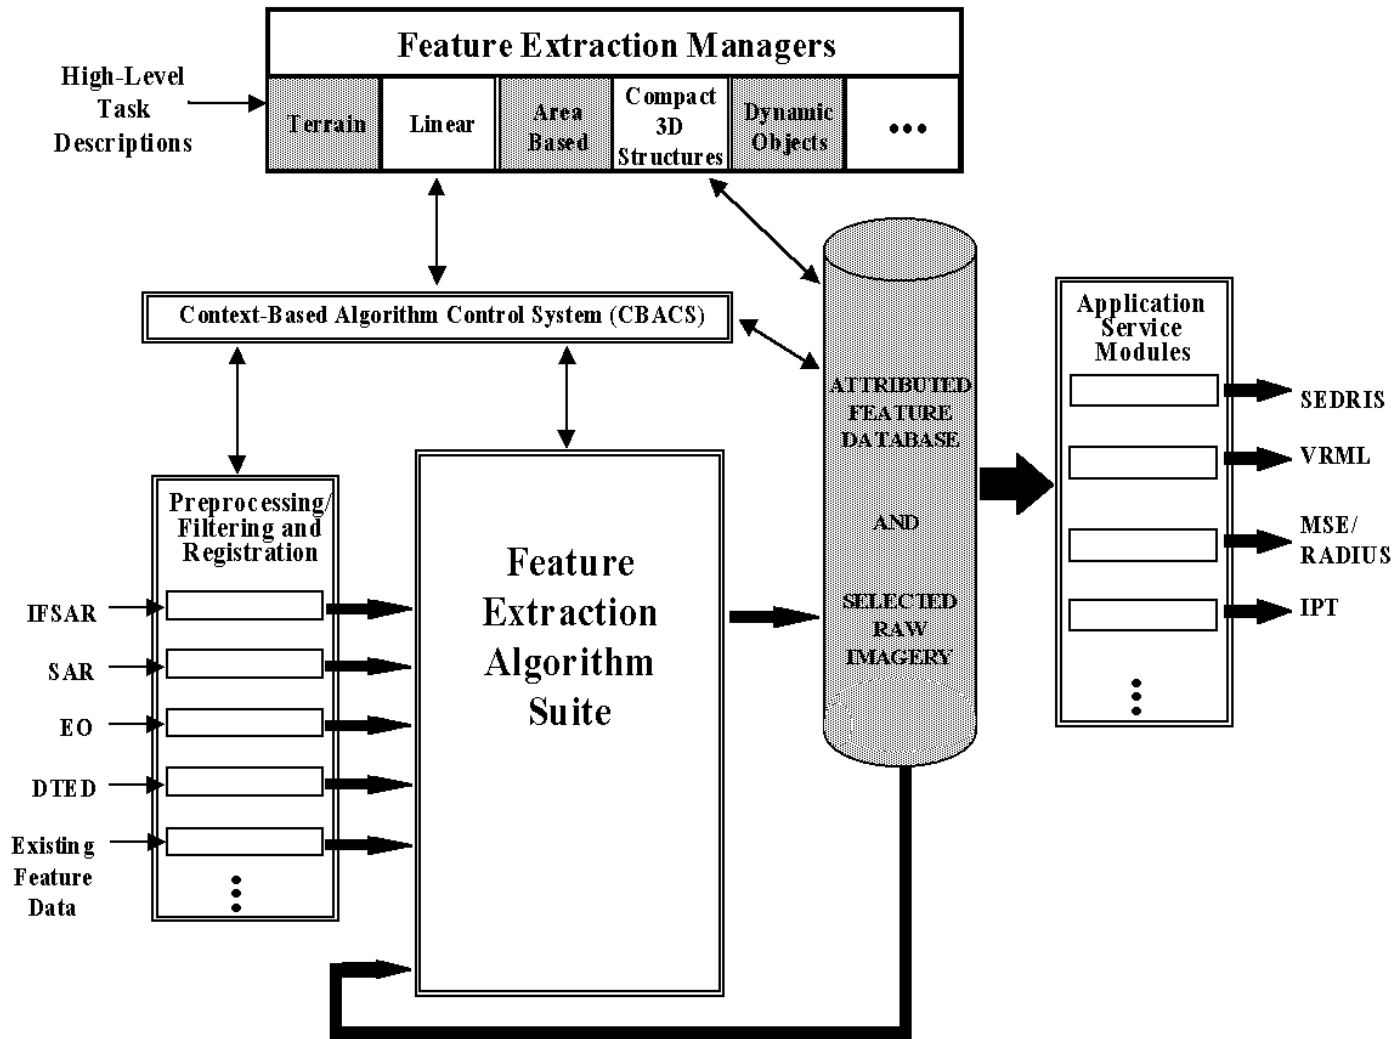 Feature Extraction Managers
High-Level
Task
Descriptions
Terrain
Linear
Area
Based
Compact
3D
Structures
Dynamic
Objects
Context-Based Algorithm Control System (CBACS)
Preprocessing/
Filtering and
Registration
IFSAR
SAR
EO
DTED
Existing
Feature
Data
Feature
Extraction
Algorithm
Suite
ATTRIBUTED
FEATURE
DATABASE
AND
SELECTED
RAW
IMAGERY
Application
Service
Modules
SEDRIS
VRML
MSE/
RADIUS
IPT